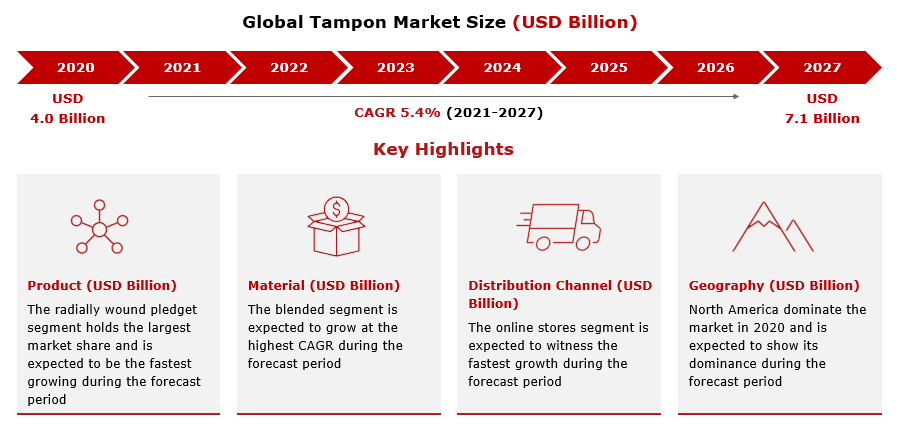 Global Tampon Market Size (USD Billion)
2020 2021 2022 2023 2024 2025 2026 2027
USD
4.0 Billion
CAGR 5.4% (2021-2027)
USD
7.1 Billion
Key Highlights
$
Product (USD Billion)
The radially wound pledget
segment holds the largest
market share and is
expected to be the fastest
growing during the forecast
period
Material (USD Billion)
The blended segment is
expected to grow at the
highest CAGR during the
forecast period
Distribution Channel (USD
Billion)
The online stores segment is
expected to witness the
fastest growth during the
forecast period
Geography (USD Billion)
North America dominate the
market in 2020 and is
expected to show its
dominance during the
forecast period